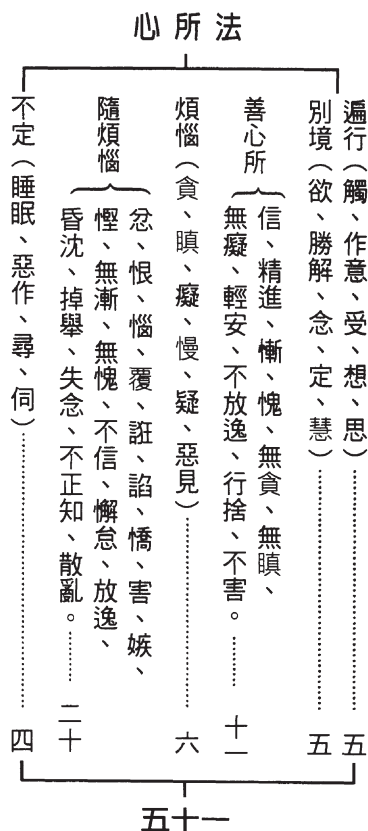 心所法
遍行（觸、作意、受、想、思）……五
別境（欲、勝解、念、定、慧）……五
善心所
信、精進、慚、愧、無貪、無瞋、
無癡、輕安、不放逸、行捨、不害。……十一
煩惱（貪、瞋、癡、慢、疑、惡見）……六
隨煩惱
忿、恨、惱、覆、誑、諂、憍、害、嫉、
慳、無漸、無愧、不信、懈怠、放逸、
昏沈、掉舉、失念、不正知、散亂。……二十
不定（睡眠、惡作、尋、伺）……四
五十一